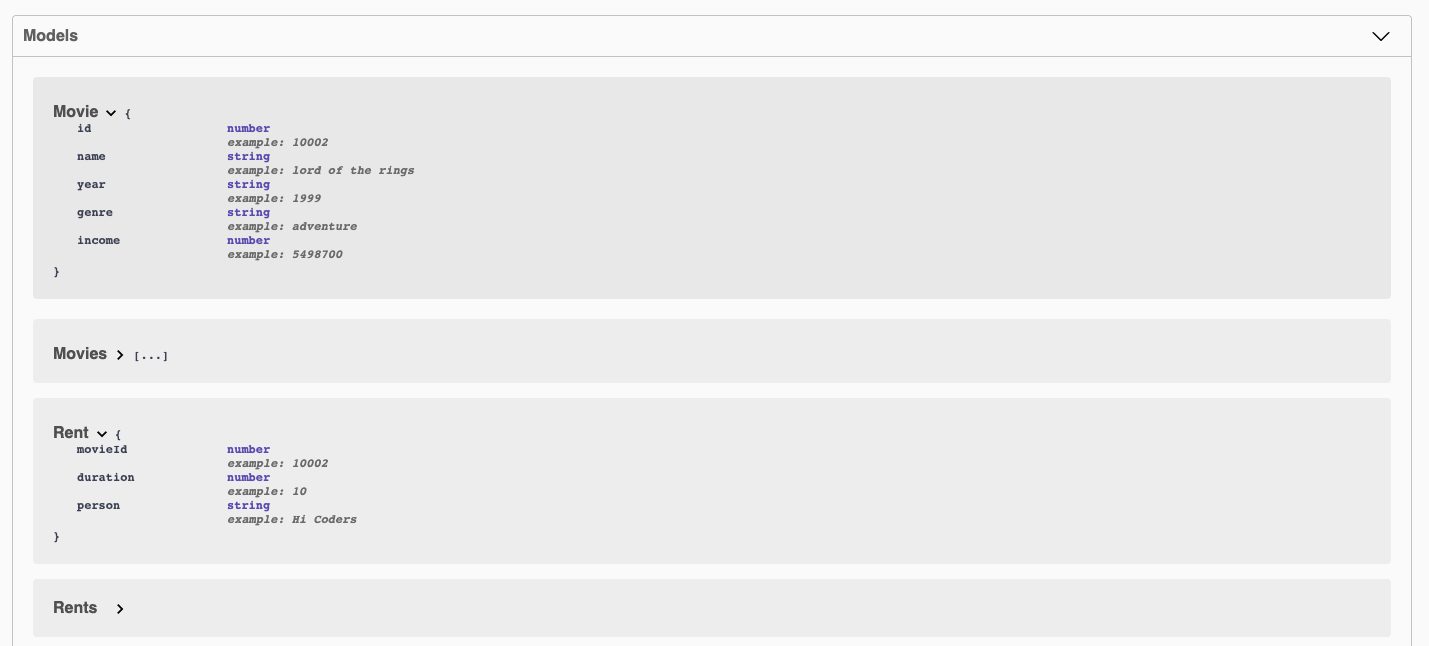 Models
Movie {
id number
example: 10002
name string
example: lord of the rings
year string
example: 1999
genre string
example: adventure
income number
example: 5498700
}
Movies [...]
Rent {
movieId number
example: 10002
duration number
example: 10
person string
example: Hi Coders
}
Rents